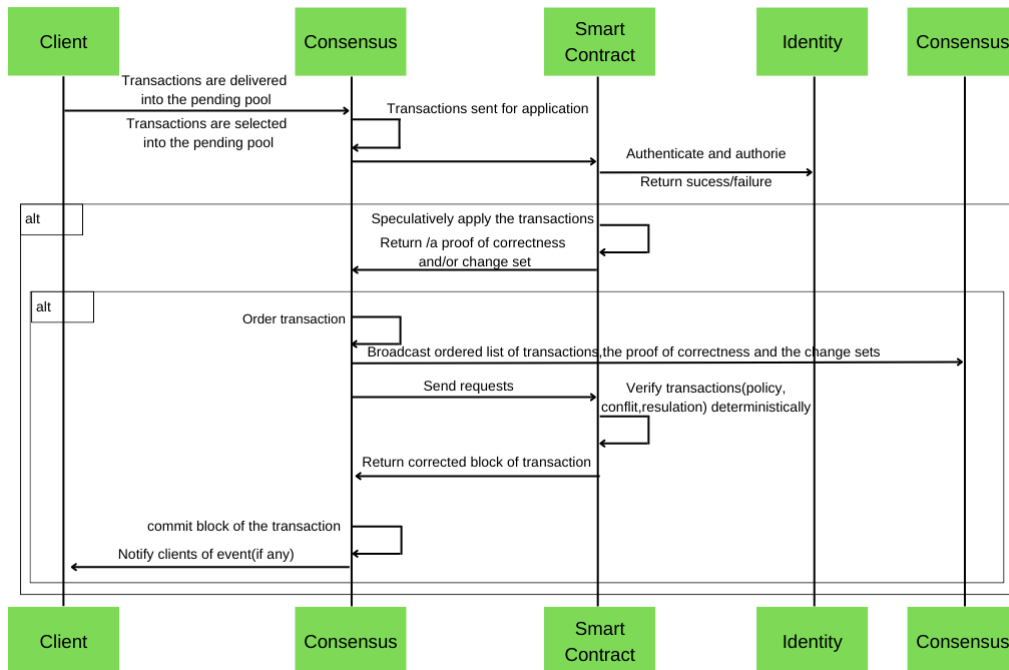 Client
Consensus
Smart
Contract
Identity
Consensus
Transactions are delivered
into the pending pool
Transactions sent for application
Transactions are selected
into the pending pool
Authenticate and authorie
Return sucess/failure
alt
Speculatively apply the transactions
Return /a proof of correctness
and/or change set
alt
Order transaction
Broadcast ordered list of transactions,the proof of correctness and the change sets
Send requests
Verify transactions(policy,
conflit,resulation) deterministically
Return corrected block of transaction
commit block of the transaction
Notify clients of event(if any)
Client
Consensus
Smart
Contract
Identity
Consensus